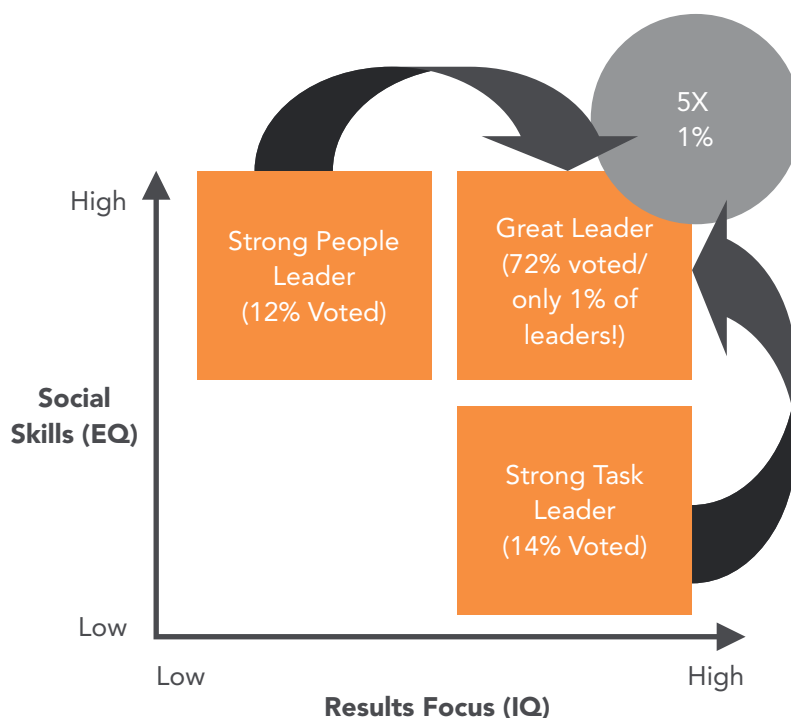 5X
1%
High
Strong People
Leader
(12% Voted)
Great Leader
(72% voted/
only 1% of
leaders!)
Social
Skills (EQ)
Strong Task
Leader
(14% Voted)
Low
Low
High
Results Focus (IQ)